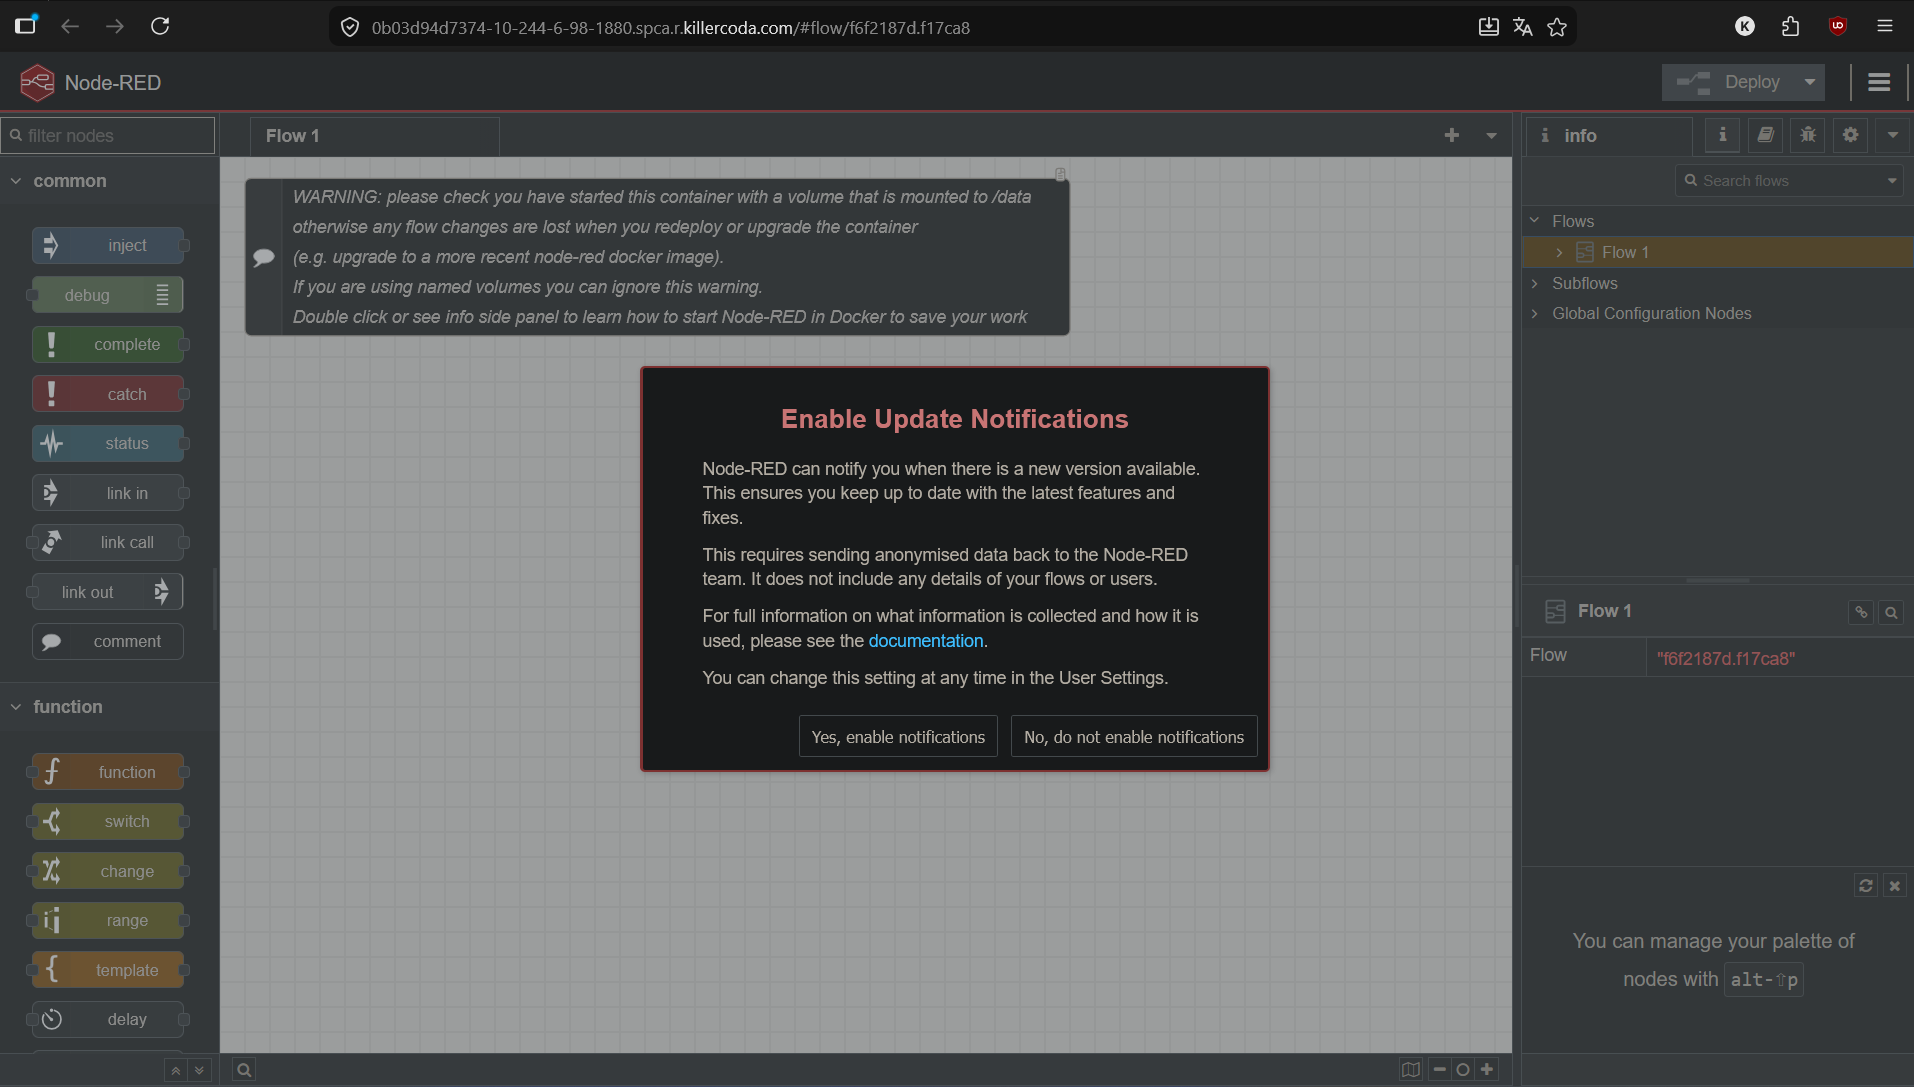 0b03d94d7374-10-244-6-98-1880.spca.r.killercoda.com/#flow/f6f2187d.f17ca8
K
Node-RED
Deploy
filter nodes
Flow 1
info
Search flows
common
inject
debug
complete
catch
status
link in
link call
link out
comment
function
function
switch
change
range
template
delay
WARNING: please check you have started this container with a volume that is mounted to /data
otherwise any flow changes are lost when you redeploy or upgrade the container
(e.g. upgrade to a more recent node-red docker image).
If you are using named volumes you can ignore this warning.
Double click or see info side panel to learn how to start Node-RED in Docker to save your work
Enable Update Notifications
Node-RED can notify you when there is a new version available.
This ensures you keep up to date with the latest features and
fixes.
This requires sending anonymised data back to the Node-RED
team. It does not include any details of your flows or users.
For full information on what information is collected and how it is
used, please see the documentation.
You can change this setting at any time in the User Settings.
Yes, enable notifications
No, do not enable notifications
Flows
Flow 1
Subflows
Global Configuration Nodes
Flow 1
Flow
"f6f2187d.f17ca8"
You can manage your palette of
nodes with alt-⇧p